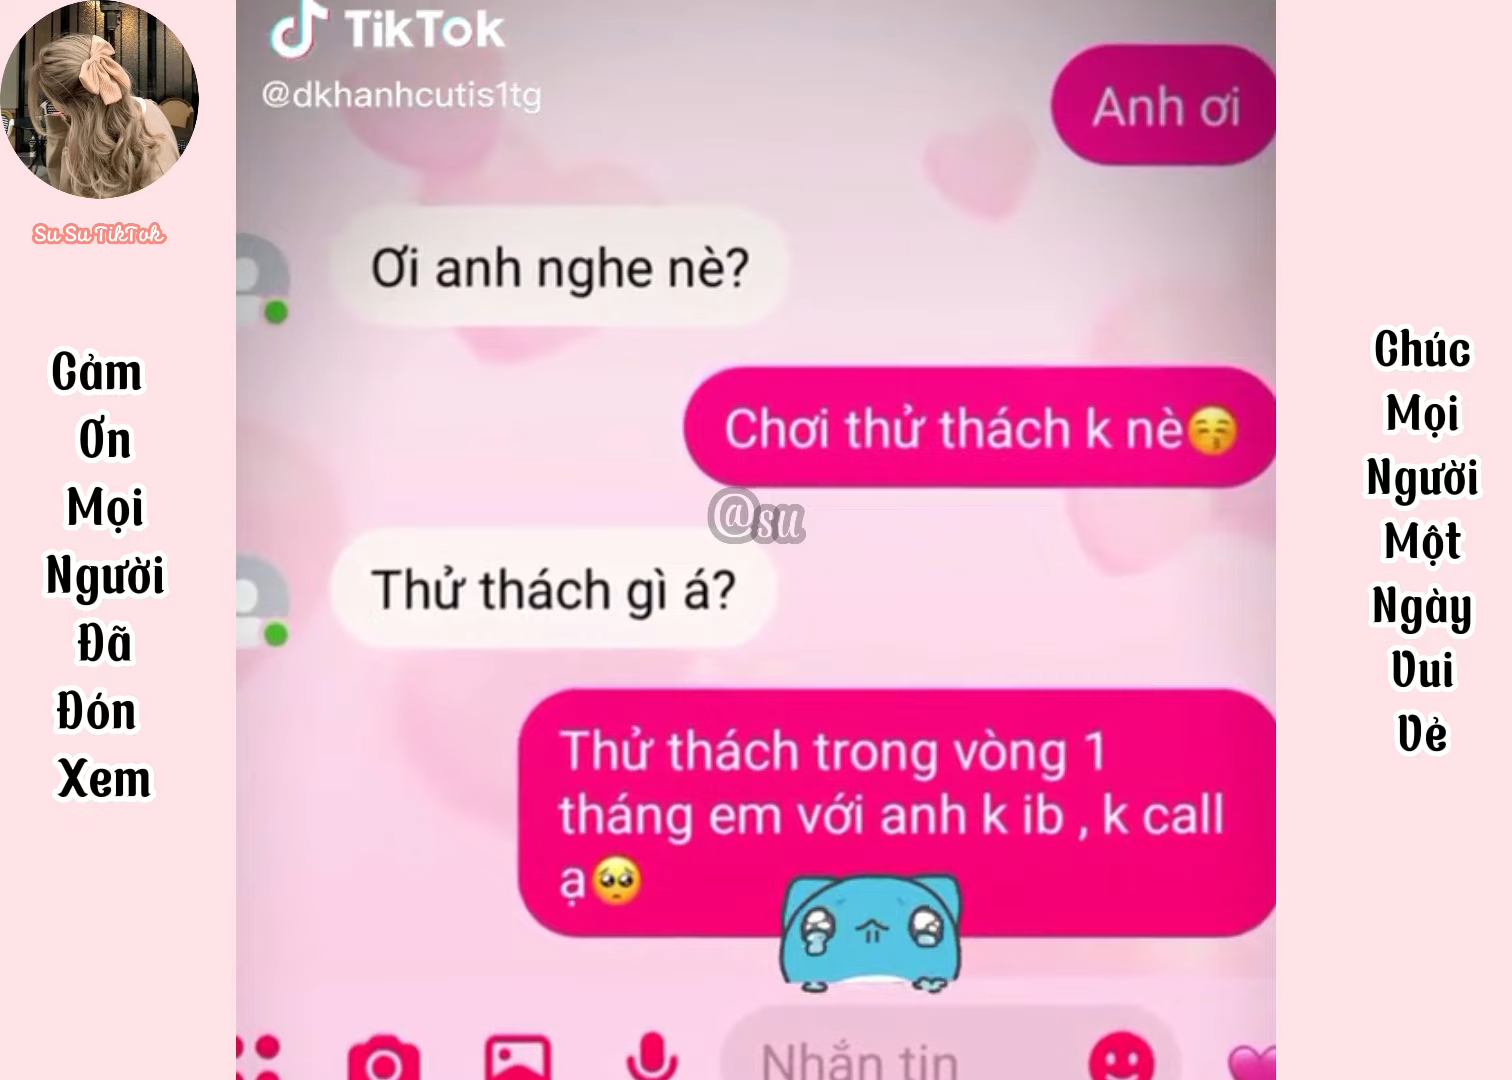 TikTok
@dkhanhcutis1tg
Su Su TikTok
Cảm
Ơn
Mọi
Người
Đã
Đón
Xem
Anh ơi
Ơi anh nghe nè?
Chơi thử thách k nè😚
@su
Thử thách gì á?
Thử thách trong vòng 1
tháng em với anh k ib , k call
ạ🥺
Nhắn tin
Chúc
Mọi
Người
Một
Ngày
Vui
Vẻ